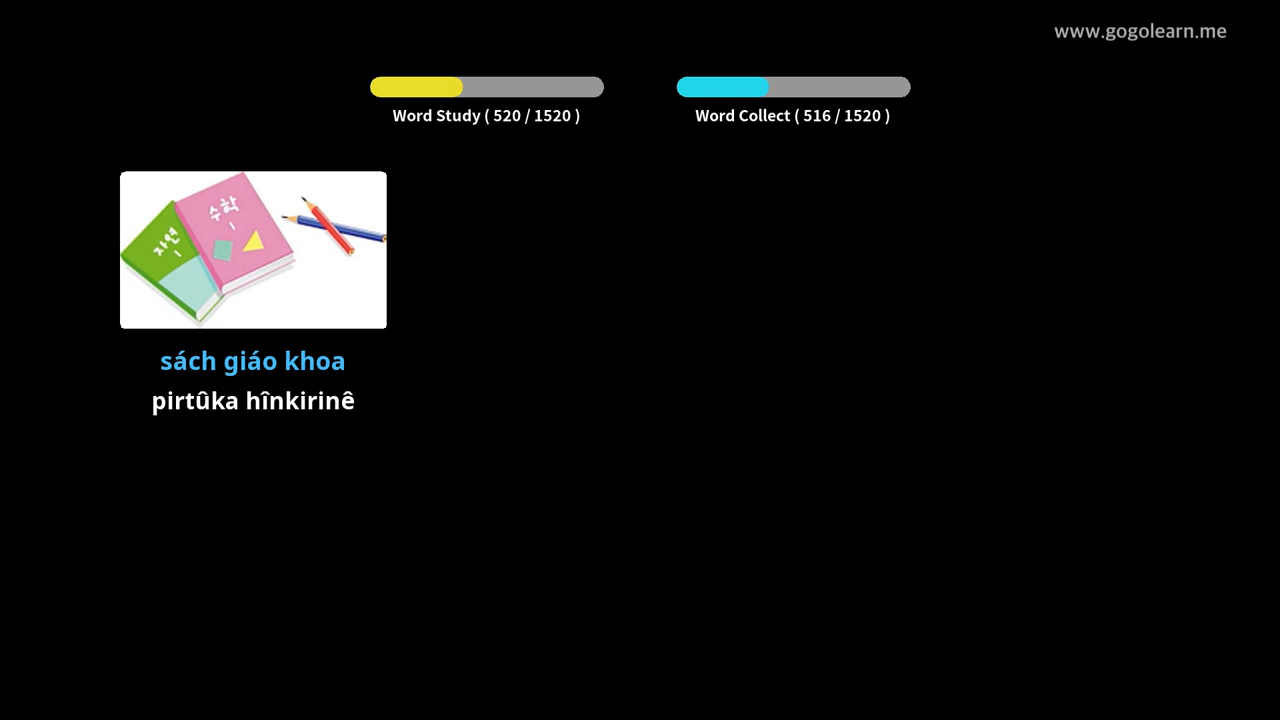 www.gogolearn.me
Word Study ( 520 / 1520 )
Word Collect ( 516 / 1520 )
수학
자연
sách giáo khoa
pirtûka hînkirinê